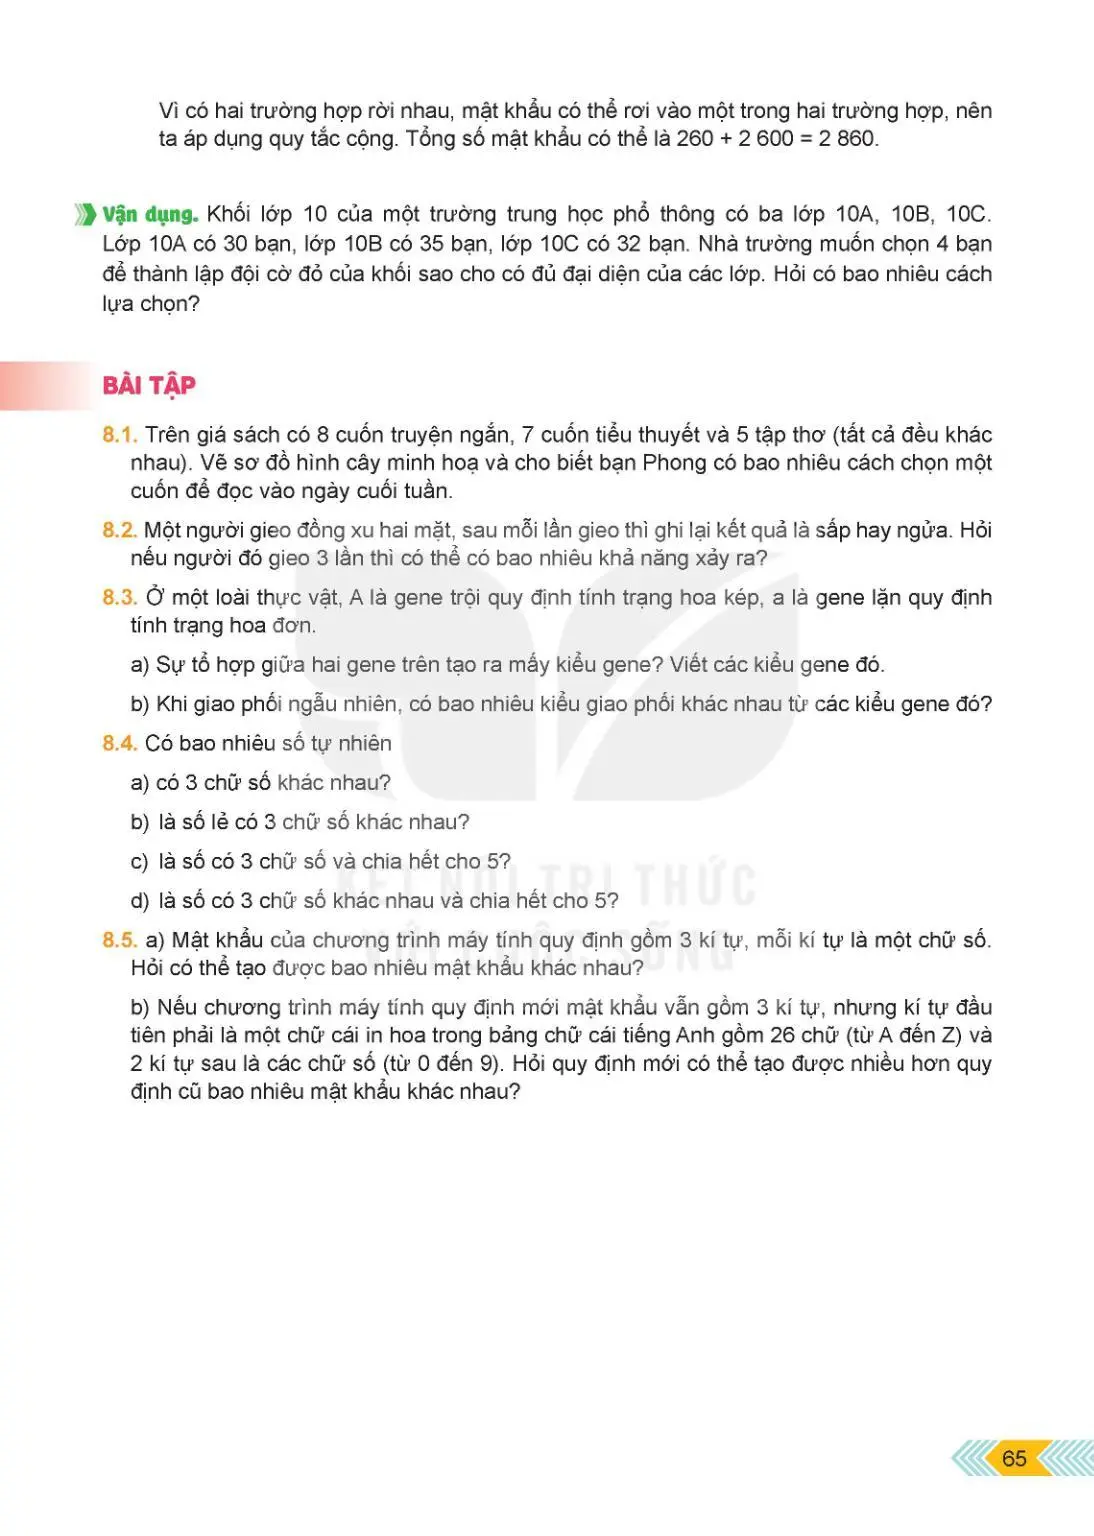 Vì có hai trường hợp rời nhau, mật khẩu có thể rơi vào một trong hai trường hợp, nên
ta áp dụng quy tắc cộng. Tổng số mật khẩu có thể là 260 + 2 600 = 2 860.
Vận dụng. Khối lớp 10 của một trường trung học phổ thông có ba lớp 10A, 10B, 10C.
Lớp 10A có 30 bạn, lớp 10B có 35 bạn, lớp 10C có 32 bạn. Nhà trường muốn chọn 4 bạn
để thành lập đội cờ đỏ của khối sao cho có đủ đại diện của các lớp. Hỏi có bao nhiêu cách
lựa chọn?
BÀI TẬP
8.1. Trên giá sách có 8 cuốn truyện ngắn, 7 cuốn tiểu thuyết và 5 tập thơ (tất cả đều khác
nhau). Vẽ sơ đồ hình cây minh hoạ và cho biết bạn Phong có bao nhiêu cách chọn một
cuốn để đọc vào ngày cuối tuần.
8.2. Một người gieo đồng xu hai mặt, sau mỗi lần gieo thì ghi lại kết quả là sấp hay ngửa. Hỏi
nếu người đó gieo 3 lần thì có thể có bao nhiêu khả năng xảy ra?
8.3. Ở một loài thực vật, A là gene trội quy định tính trạng hoa kép, a là gene lặn quy định
tính trạng hoa đơn.
a) Sự tổ hợp giữa hai gene trên tạo ra mấy kiểu gene? Viết các kiểu gene đó.
b) Khi giao phối ngẫu nhiên, có bao nhiêu kiểu giao phối khác nhau từ các kiểu gene đó?
8.4. Có bao nhiêu số tự nhiên
a) có 3 chữ số khác nhau?
b) là số lẻ có 3 chữ số khác nhau?
c) là số có 3 chữ số và chia hết cho 5?
KẾT NỐI TRI THỨC
d) là số có 3 chữ số khác nhau và chia hết cho 5?
VỚI CUỘC SỐNG
8.5. a) Mật khẩu của chương trình máy tính quy định gồm 3 kí tự, mỗi kí tự là một chữ số.
Hỏi có thể tạo được bao nhiêu mật khẩu khác nhau?
b) Nếu chương trình máy tính quy định mới mật khẩu vẫn gồm 3 kí tự, nhưng kí tự đầu
tiên phải là một chữ cái in hoa trong bảng chữ cái tiếng Anh gồm 26 chữ (từ A đến Z) và
2 kí tự sau là các chữ số (từ 0 đến 9). Hỏi quy định mới có thể tạo được nhiều hơn quy
định cũ bao nhiêu mật khẩu khác nhau?
65